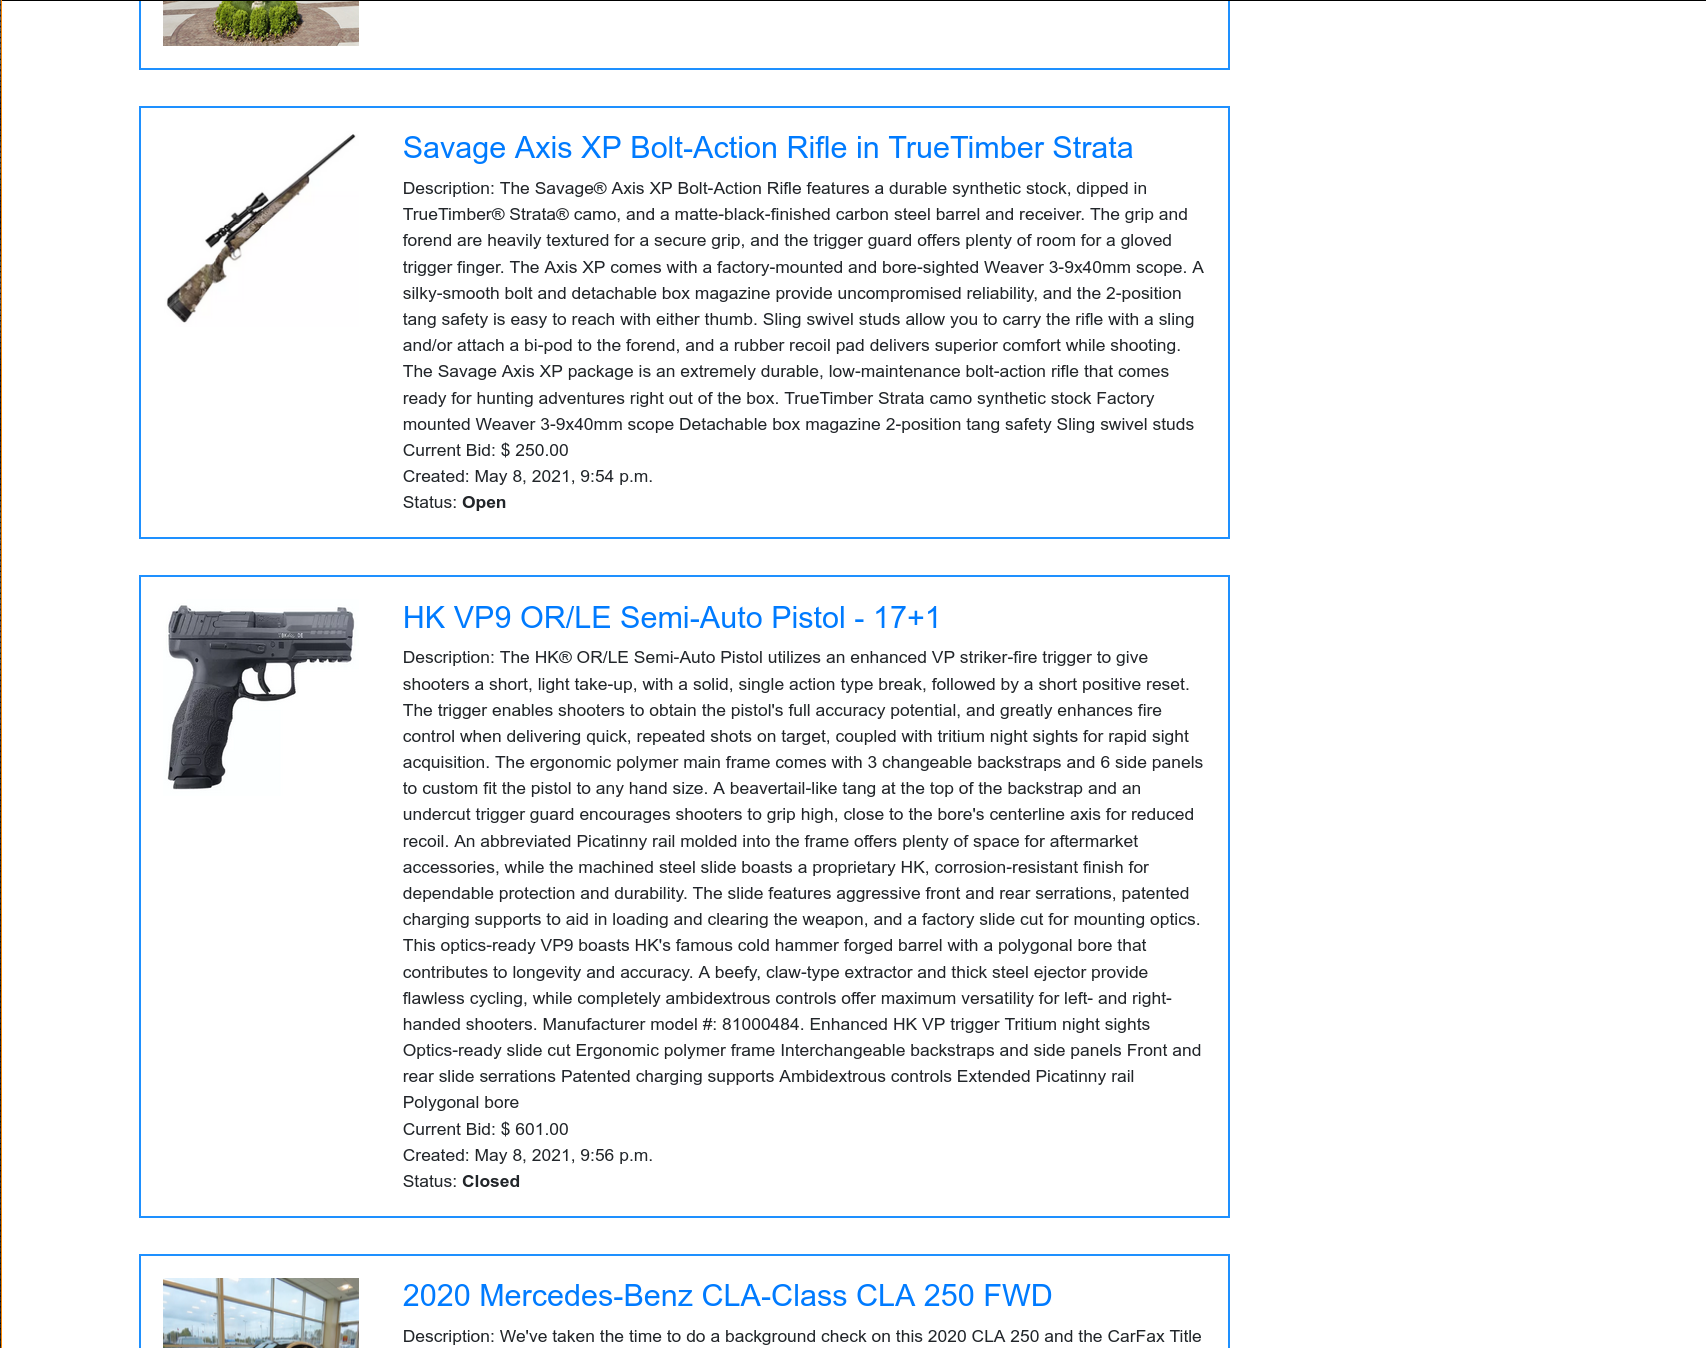 Savage Axis XP Bolt-Action Rifle in TrueTimber Strata
Description: The Savage® Axis XP Bolt-Action Rifle features a durable synthetic stock, dipped in
TrueTimber® Strata® camo, and a matte-black-finished carbon steel barrel and receiver. The grip and
forend are heavily textured for a secure grip, and the trigger guard offers plenty of room for a gloved
trigger finger. The Axis XP comes with a factory-mounted and bore-sighted Weaver 3-9x40mm scope. A
silky-smooth bolt and detachable box magazine provide uncompromised reliability, and the 2-position
tang safety is easy to reach with either thumb. Sling swivel studs allow you to carry the rifle with a sling
and/or attach a bi-pod to the forend, and a rubber recoil pad delivers superior comfort while shooting.
The Savage Axis XP package is an extremely durable, low-maintenance bolt-action rifle that comes
ready for hunting adventures right out of the box. TrueTimber Strata camo synthetic stock Factory
mounted Weaver 3-9x40mm scope Detachable box magazine 2-position tang safety Sling swivel studs
Current Bid: $ 250.00
Created: May 8, 2021, 9:54 p.m.
Status: Open
HK VP9 OR/LE Semi-Auto Pistol - 17+1
Description: The HK® OR/LE Semi-Auto Pistol utilizes an enhanced VP striker-fire trigger to give
shooters a short, light take-up, with a solid, single action type break, followed by a short positive reset.
The trigger enables shooters to obtain the pistol's full accuracy potential, and greatly enhances fire
control when delivering quick, repeated shots on target, coupled with tritium night sights for rapid sight
acquisition. The ergonomic polymer main frame comes with 3 changeable backstraps and 6 side panels
to custom fit the pistol to any hand size. A beavertail-like tang at the top of the backstrap and an
undercut trigger guard encourages shooters to grip high, close to the bore's centerline axis for reduced
recoil. An abbreviated Picatinny rail molded into the frame offers plenty of space for aftermarket
accessories, while the machined steel slide boasts a proprietary HK, corrosion-resistant finish for
dependable protection and durability. The slide features aggressive front and rear serrations, patented
charging supports to aid in loading and clearing the weapon, and a factory slide cut for mounting optics.
This optics-ready VP9 boasts HK's famous cold hammer forged barrel with a polygonal bore that
contributes to longevity and accuracy. A beefy, claw-type extractor and thick steel ejector provide
flawless cycling, while completely ambidextrous controls offer maximum versatility for left- and right-
handed shooters. Manufacturer model #: 81000484. Enhanced HK VP trigger Tritium night sights
Optics-ready slide cut Ergonomic polymer frame Interchangeable backstraps and side panels Front and
rear slide serrations Patented charging supports Ambidextrous controls Extended Picatinny rail
Polygonal bore
Current Bid: $ 601.00
Created: May 8, 2021, 9:56 p.m.
Status: Closed
2020 Mercedes-Benz CLA-Class CLA 250 FWD
Description: We've taken the time to do a background check on this 2020 CLA 250 and the CarFax Title